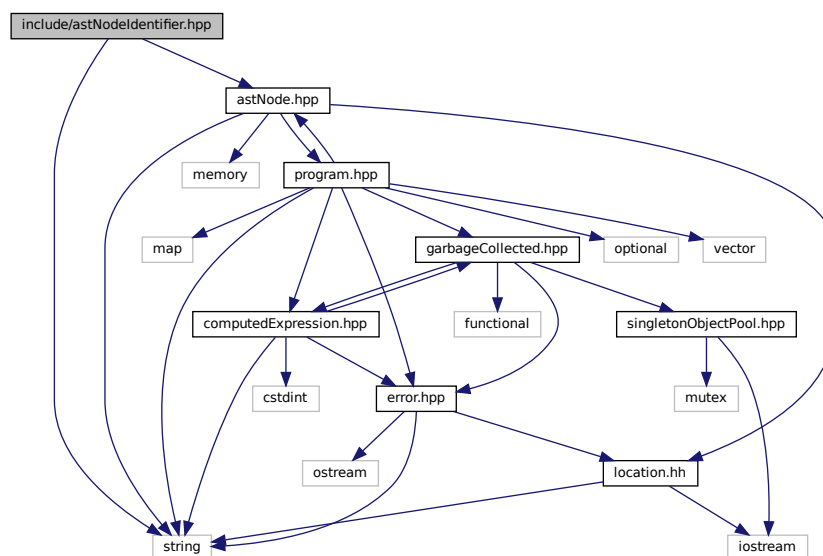 include/astNodeIdentifier.hpp
astNode.hpp
memory
program.hpp
map
garbageCollected.hpp
optional
vector
computedExpression.hpp
functional
singletonObjectPool.hpp
cstdint
error.hpp
mutex
ostream
location.hh
string
iostream